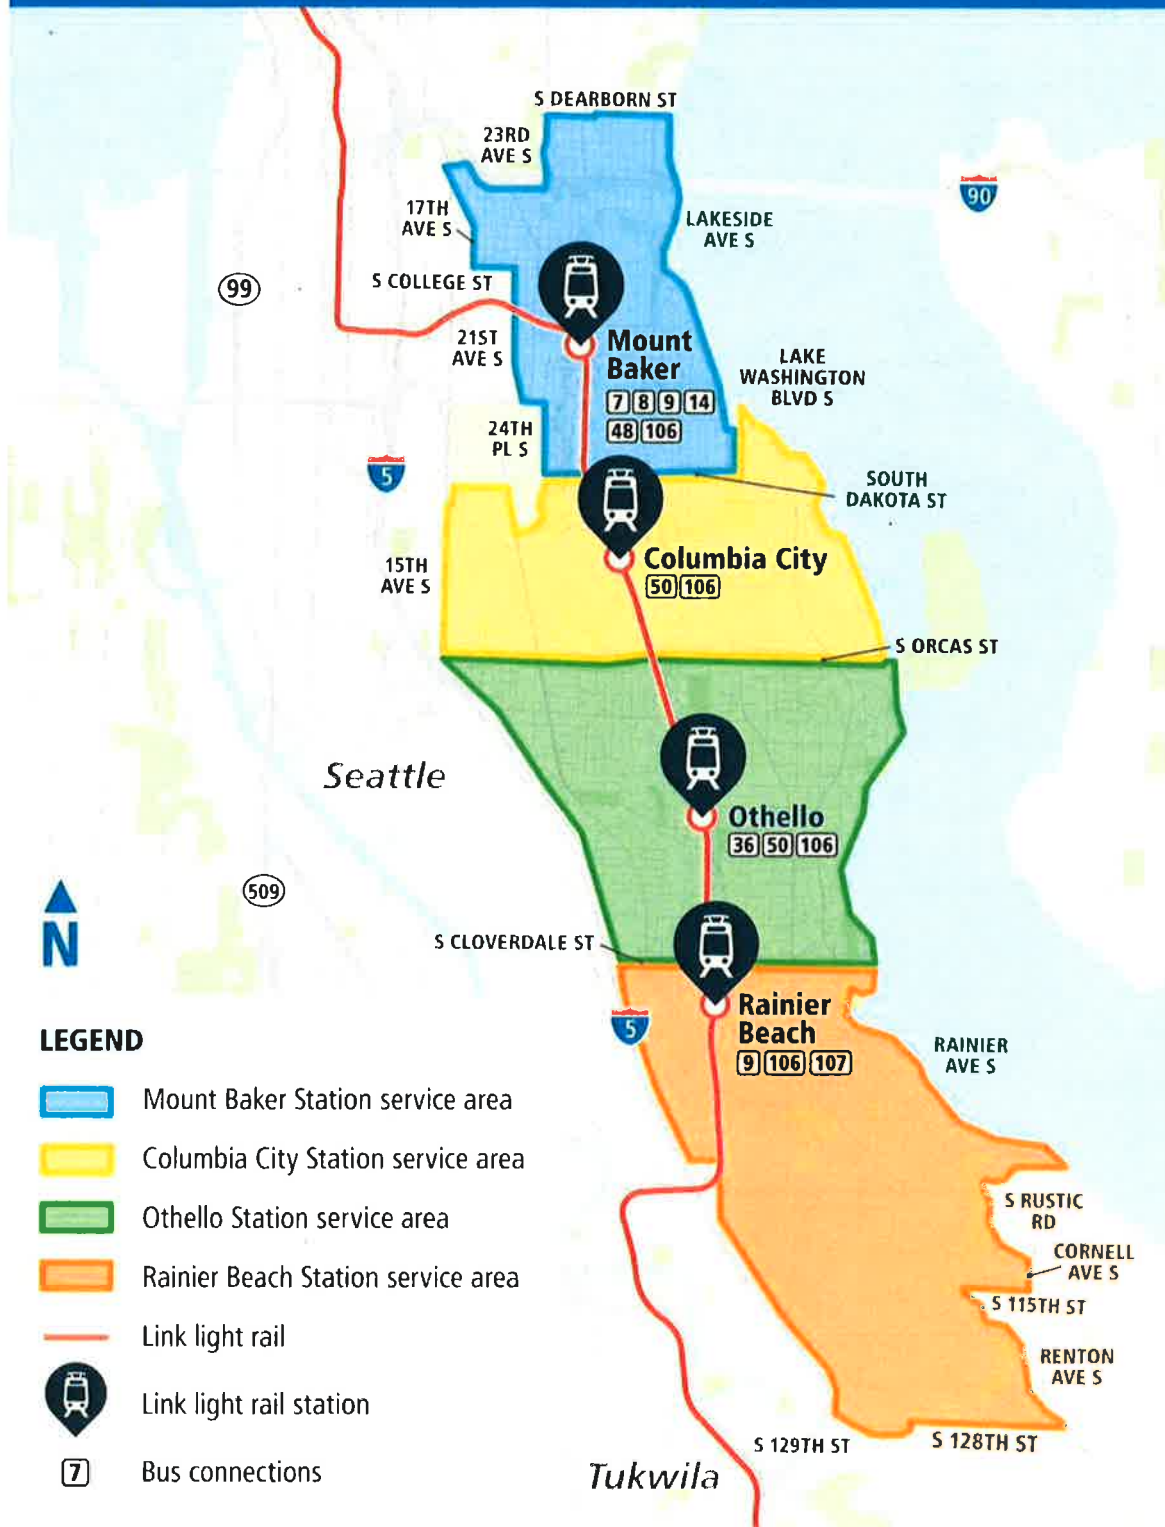 S DEARBORN ST
23RD
AVE S
90
17TH
AVE S
LAKESIDE
AVE S
S COLLEGE ST
99
21ST
AVE S
Mount
Baker
7 8 9 14
48 106
LAKE
WASHINGTON
BLVD S
24TH
PL S
5
SOUTH
DAKOTA ST
15TH
AVE S
Columbia City
50 106
S ORCAS ST
Seattle
Othello
36 50 106
509
N
S CLOVERDALE ST
Rainier
Beach
9 106 107
5
RAINIER
AVE S
LEGEND
Mount Baker Station service area
Columbia City Station service area
Othello Station service area
Rainier Beach Station service area
Link light rail
Link light rail station
7 Bus connections
S RUSTIC
RD
CORNELL
AVE S
S 115TH ST
RENTON
AVE S
S 129TH ST
S 128TH ST
Tukwila